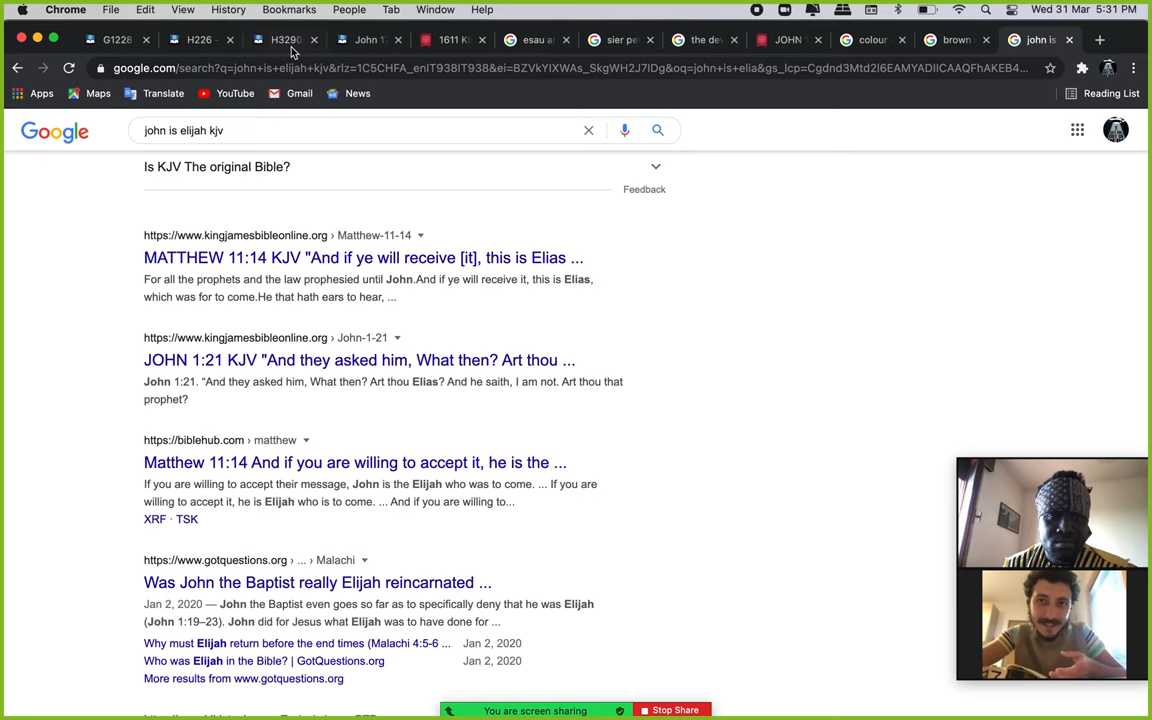 Chrome File Edit View History Bookmarks People Tab Window Help Wed 31 Mar 5:31 PM
G1228 H226 - H3290 John 1 1611 KI esau ar sier pe the dev JOHN colour brown john is
google.com/search?q=john+is+elijah+kjv&rlz=1C5CHFA_enIT938IT938&ei=BZVkYIXWAs_SkgWH2J7IDg&oq=john+is+elia&gs_lcp=Cgdnd3Mtd2l6EAMYADIICAAQFhAKEB4...
Apps Maps Translate YouTube Gmail News Reading List
Google john is elijah kjv
Is KJV The original Bible?
Feedback
https://www.kingjamesbibleonline.org › Matthew-11-14
MATTHEW 11:14 KJV "And if ye will receive [it], this is Elias ...
For all the prophets and the law prophesied until John.And if ye will receive it, this is Elias,
which was for to come.He that hath ears to hear, ...
https://www.kingjamesbibleonline.org › John-1-21
JOHN 1:21 KJV "And they asked him, What then? Art thou ...
John 1:21. "And they asked him, What then? Art thou Elias? And he saith, I am not. Art thou that
prophet?
https://biblehub.com › matthew
Matthew 11:14 And if you are willing to accept it, he is the ...
If you are willing to accept their message, John is the Elijah who was to come. ... If you are
willing to accept it, he is Elijah who is to come. ... And if you are willing to...
XRF · TSK
https://www.gotquestions.org › ... › Malachi
Was John the Baptist really Elijah reincarnated ...
Jan 2, 2020 — John the Baptist even goes so far as to specifically deny that he was Elijah
(John 1:19–23). John did for Jesus what Elijah was to have done for ...
Why must Elijah return before the end times (Malachi 4:5-6 ... Jan 2, 2020
Who was Elijah in the Bible? | GotQuestions.org Jan 2, 2020
More results from www.gotquestions.org
You are screen sharing Stop Share